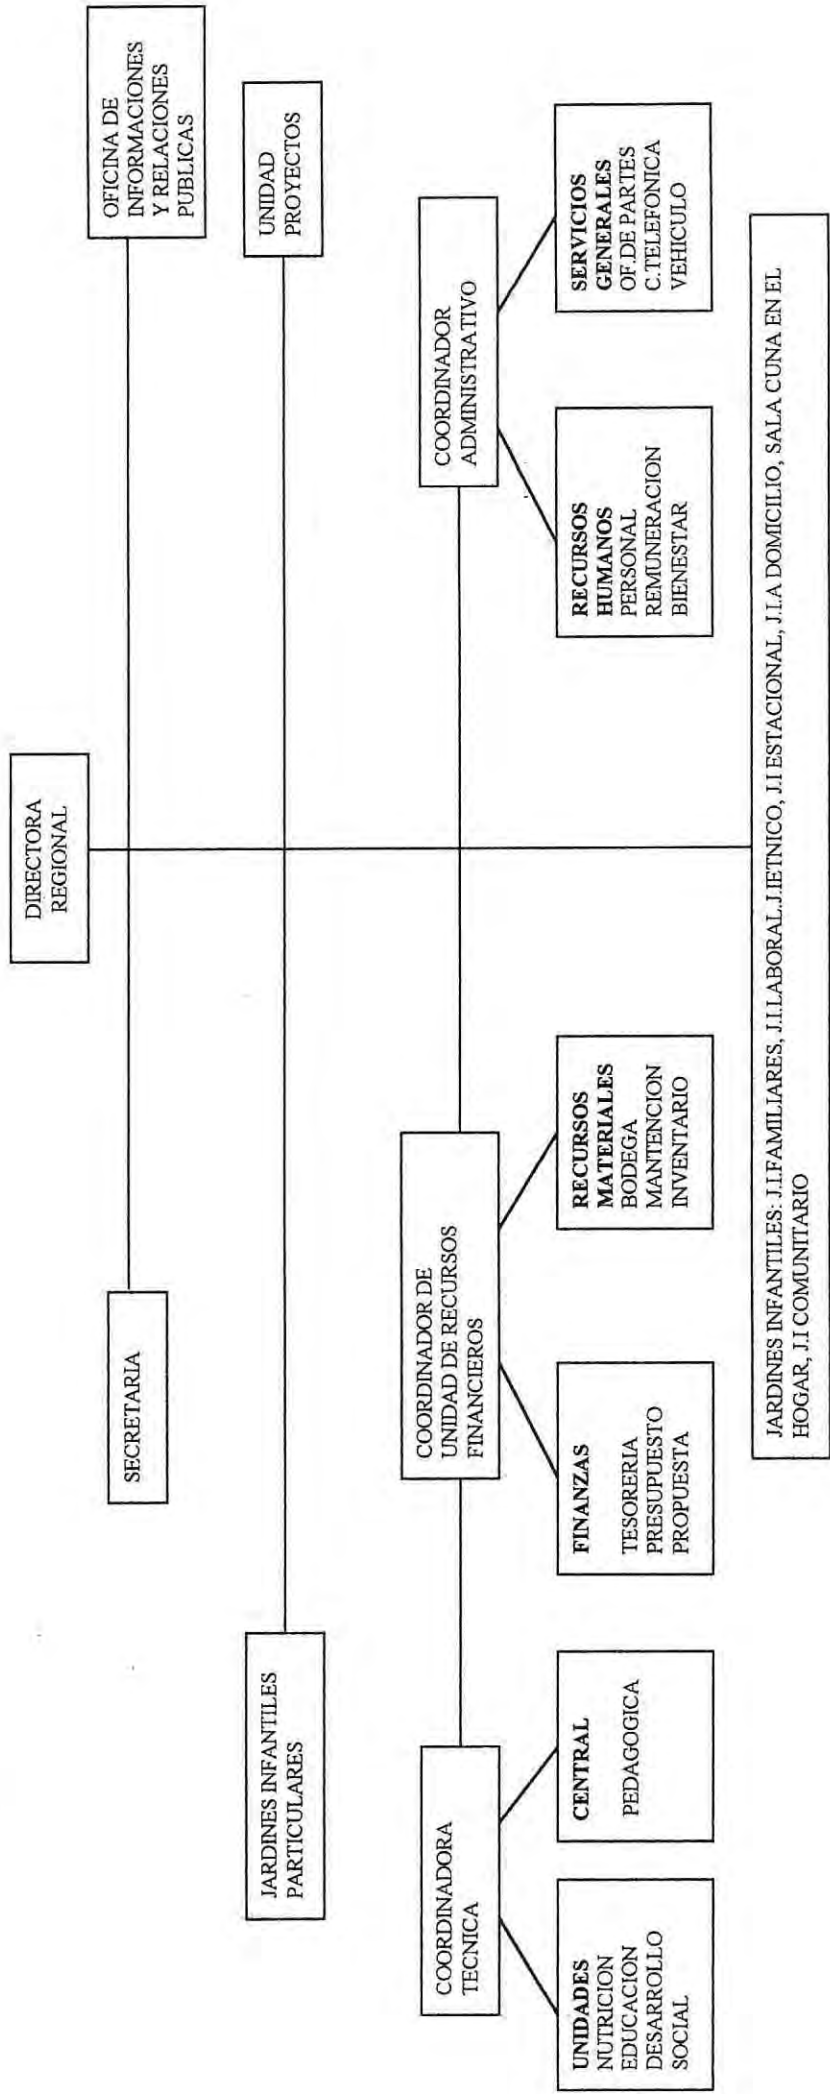 DIRECTORA
REGIONAL
SECRETARIA
OFICINA DE
INFORMACIONES
Y RELACIONES
PUBLICAS
JARDINES INFANTILES
PARTICULARES
UNIDAD
PROYECTOS
COORDINADORA
TECNICA
COORDINADOR DE
UNIDAD DE RECURSOS
FINANCIEROS
COORDINADOR
ADMINISTRATIVO
UNIDADES
NUTRICION
EDUCACION
DESARROLLO
SOCIAL
CENTRAL
PEDAGOGICA
FINANZAS
TESORERIA
PRESUPUESTO
PROPUESTA
RECURSOS
MATERIALES
BODEGA
MANTENCION
INVENTARIO
RECURSOS
HUMANOS
PERSONAL
REMUNERACION
BIENESTAR
SERVICIOS
GENERALES
OF.DE PARTES
C.TELEFONICA
VEHICULO
JARDINES INFANTILES: J.I.FAMILIARES, J.I.LABORAL.J.IETNICO, J.I ESTACIONAL, J.I.A DOMICILIO, SALA CUNA EN EL
HOGAR, J.I COMUNITARIO